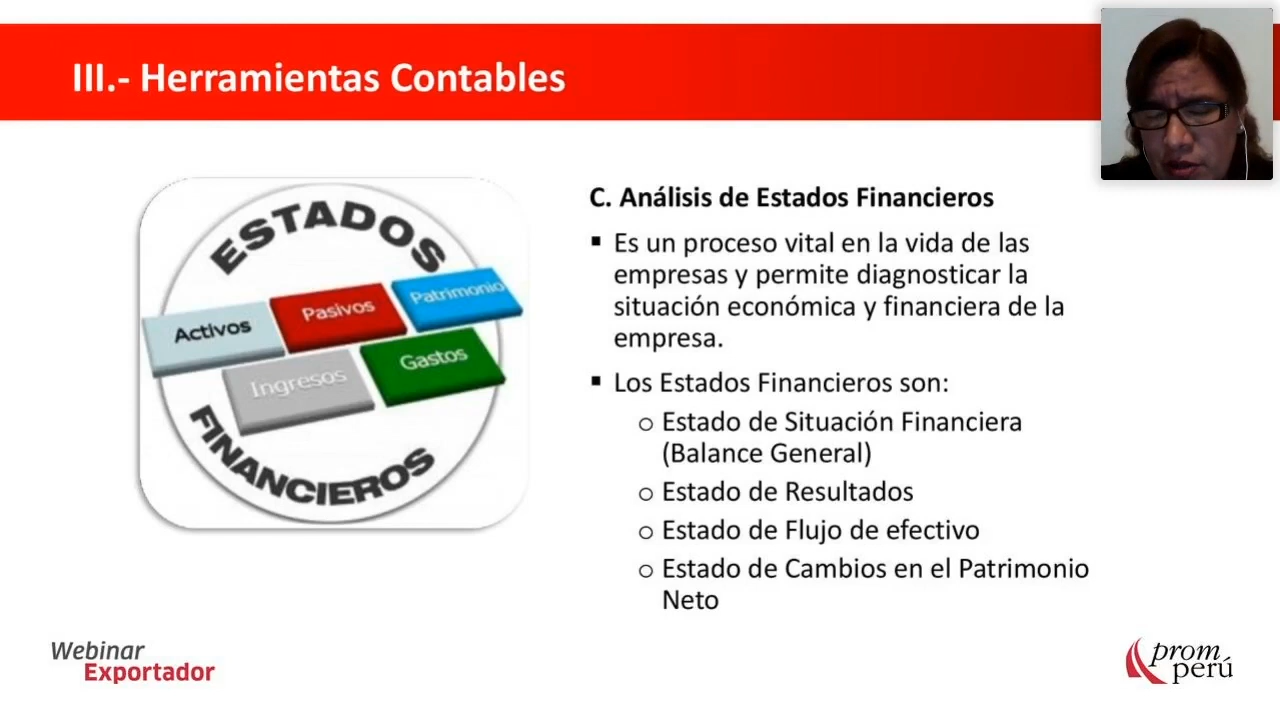 III.- Herramientas Contables
ESTADOS
Activos
Pasivos
Patrimonio
Ingresos
Gastos
FINANCIEROS
C. Análisis de Estados Financieros
▪ Es un proceso vital en la vida de las
empresas y permite diagnosticar la
situación económica y financiera de la
empresa.
▪ Los Estados Financieros son:
o Estado de Situación Financiera
(Balance General)
o Estado de Resultados
o Estado de Flujo de efectivo
o Estado de Cambios en el Patrimonio
Neto
Webinar
Exportador
prom
perú